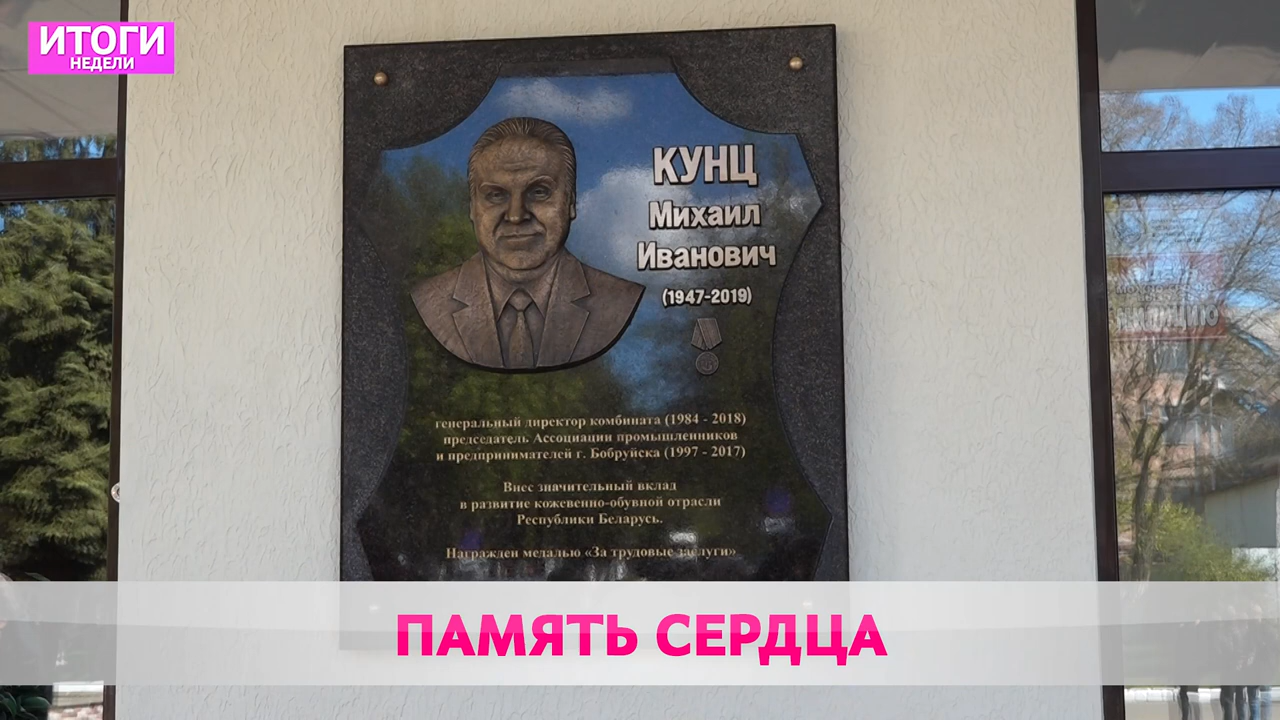 ИТОГИ
НЕДЕЛИ
КУНЦ
Михаил
Иванович
(1947-2019)
генеральный директор комбината (1984 - 2018)
председатель Ассоциации промышленников
и предпринимателей г. Бобруйска (1997 - 2017)
Внес значительный вклад
в развитие кожевенно-обувной отрасли
Республики Беларусь.
Награжден медалью «За трудовые заслуги»
ПАМЯТЬ СЕРДЦА